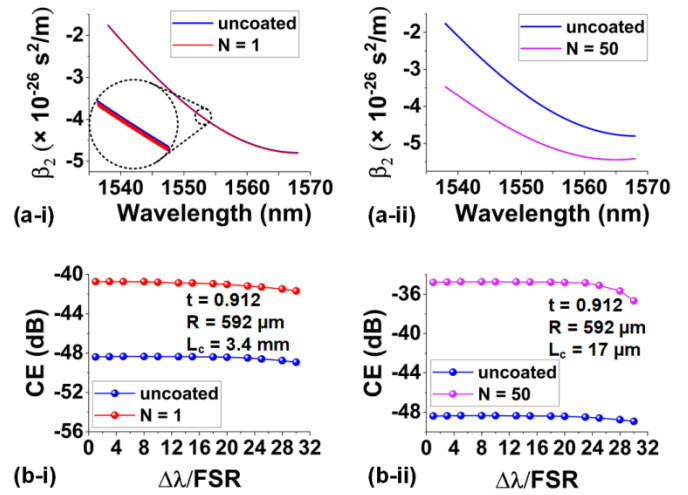 uncoated
N = 1
-2
-3
-4
-5
β2 (× 10-26 s2/m)
1540 1550 1560 1570
Wavelength (nm)
(a-i)
uncoated
N = 50
-2
-3
-4
-5
β2 (× 10-26 s2/m)
1540 1550 1560 1570
Wavelength (nm)
(a-ii)
-40
-44
-48
-52
-56
CE (dB)
t = 0.912
R = 592 μm
Lc = 3.4 mm
uncoated
N = 1
0 4 8 12 16 20 24 28 32
Δλ/FSR
(b-i)
-36
-40
-44
-48
CE (dB)
t = 0.912
R = 592 μm
Lc = 17 μm
uncoated
N = 50
0 4 8 12 16 20 24 28 32
Δλ/FSR
(b-ii)